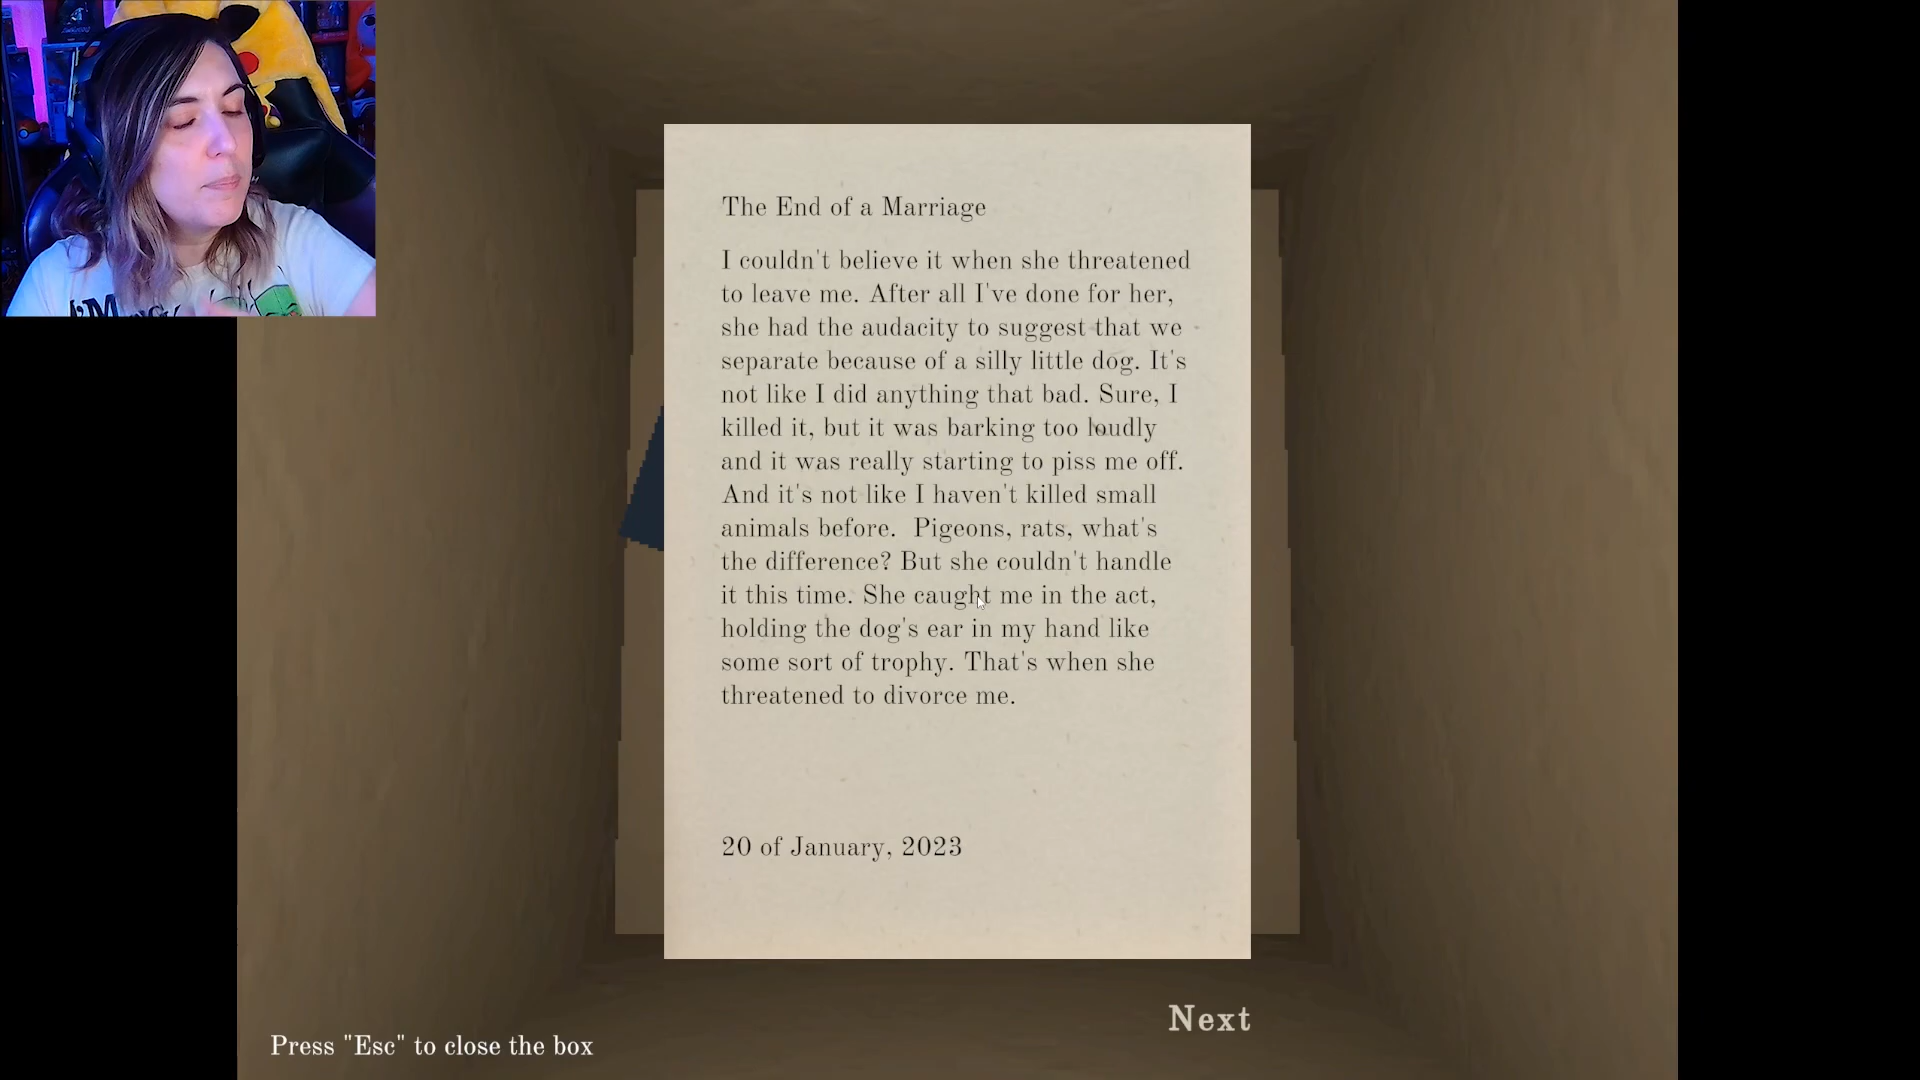 The End of a Marriage
I couldn't believe it when she threatened
to leave me. After all I've done for her,
she had the audacity to suggest that we
separate because of a silly little dog. It's
not like I did anything that bad. Sure, I
killed it, but it was barking too loudly
and it was really starting to piss me off.
And it's not like I haven't killed small
animals before.  Pigeons, rats, what's
the difference? But she couldn't handle
it this time. She caught me in the act,
holding the dog's ear in my hand like
some sort of trophy. That's when she
threatened to divorce me.
20 of January, 2023
Next
Press "Esc" to close the box